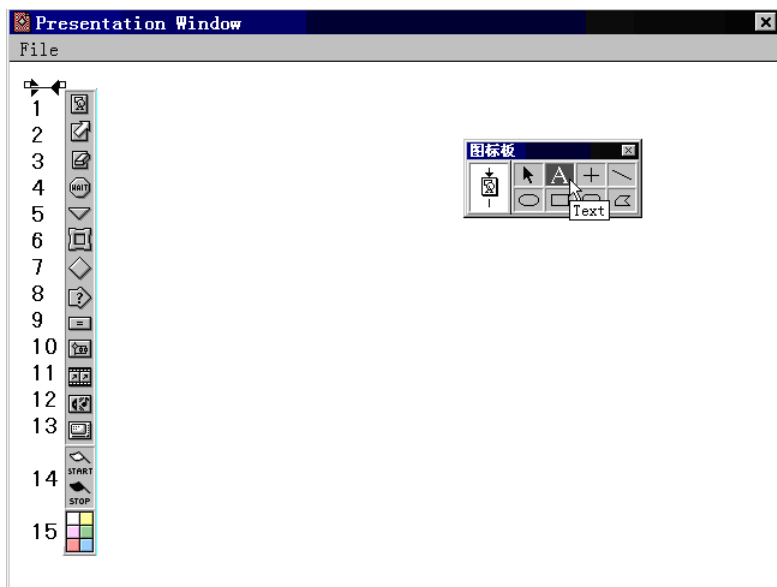 Presentation Window
File
1
2
3
4
WAIT
5
6
7
8
?
9
=
10
11
12
13
14
START
STOP
15
图标板
A
Text